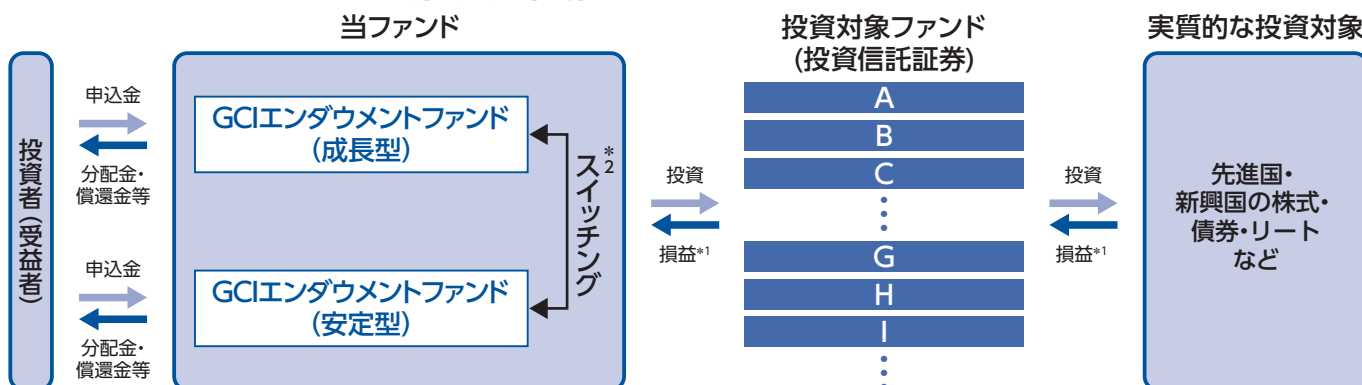 当ファンド
投資対象ファンド
(投資信託証券)
実質的な投資対象
投資者(受益者)
申込金
分配金・
償還金等
申込金
分配金・
償還金等
GCIエンダウメントファンド
(成長型)
GCIエンダウメントファンド
(安定型)
スイッチング*2
投資
損益*1
A
B
C
G
H
I
投資
損益*1
先進国・
新興国の株式・
債券・リート
など